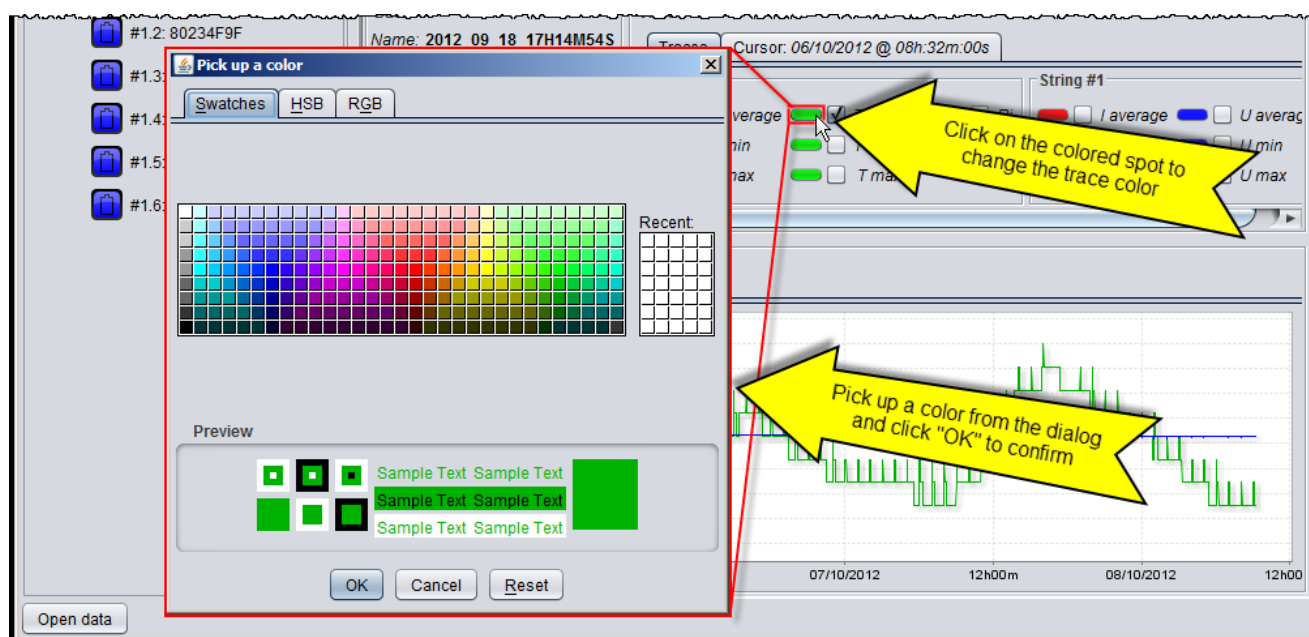 #1.2: 80234F9F
Name: 2012_09_18_17H14M54S
Traces
Cursor: 06/10/2012 @ 08h:32m:00s
Pick up a color
#1.3:
Swatches
HSB
RGB
String #1
#1.4:
verage
I average
U averag
min
U min
max
T max
U max
Click on the colored spot to
change the trace color
#1.5:
#1.6:
Recent:
Pick up a color from the dialog
and click "OK" to confirm
Preview
Sample Text Sample Text
Sample Text Sample Text
Sample Text Sample Text
OK
Cancel
Reset
07/10/2012
12h00m
08/10/2012
12h00
Open data